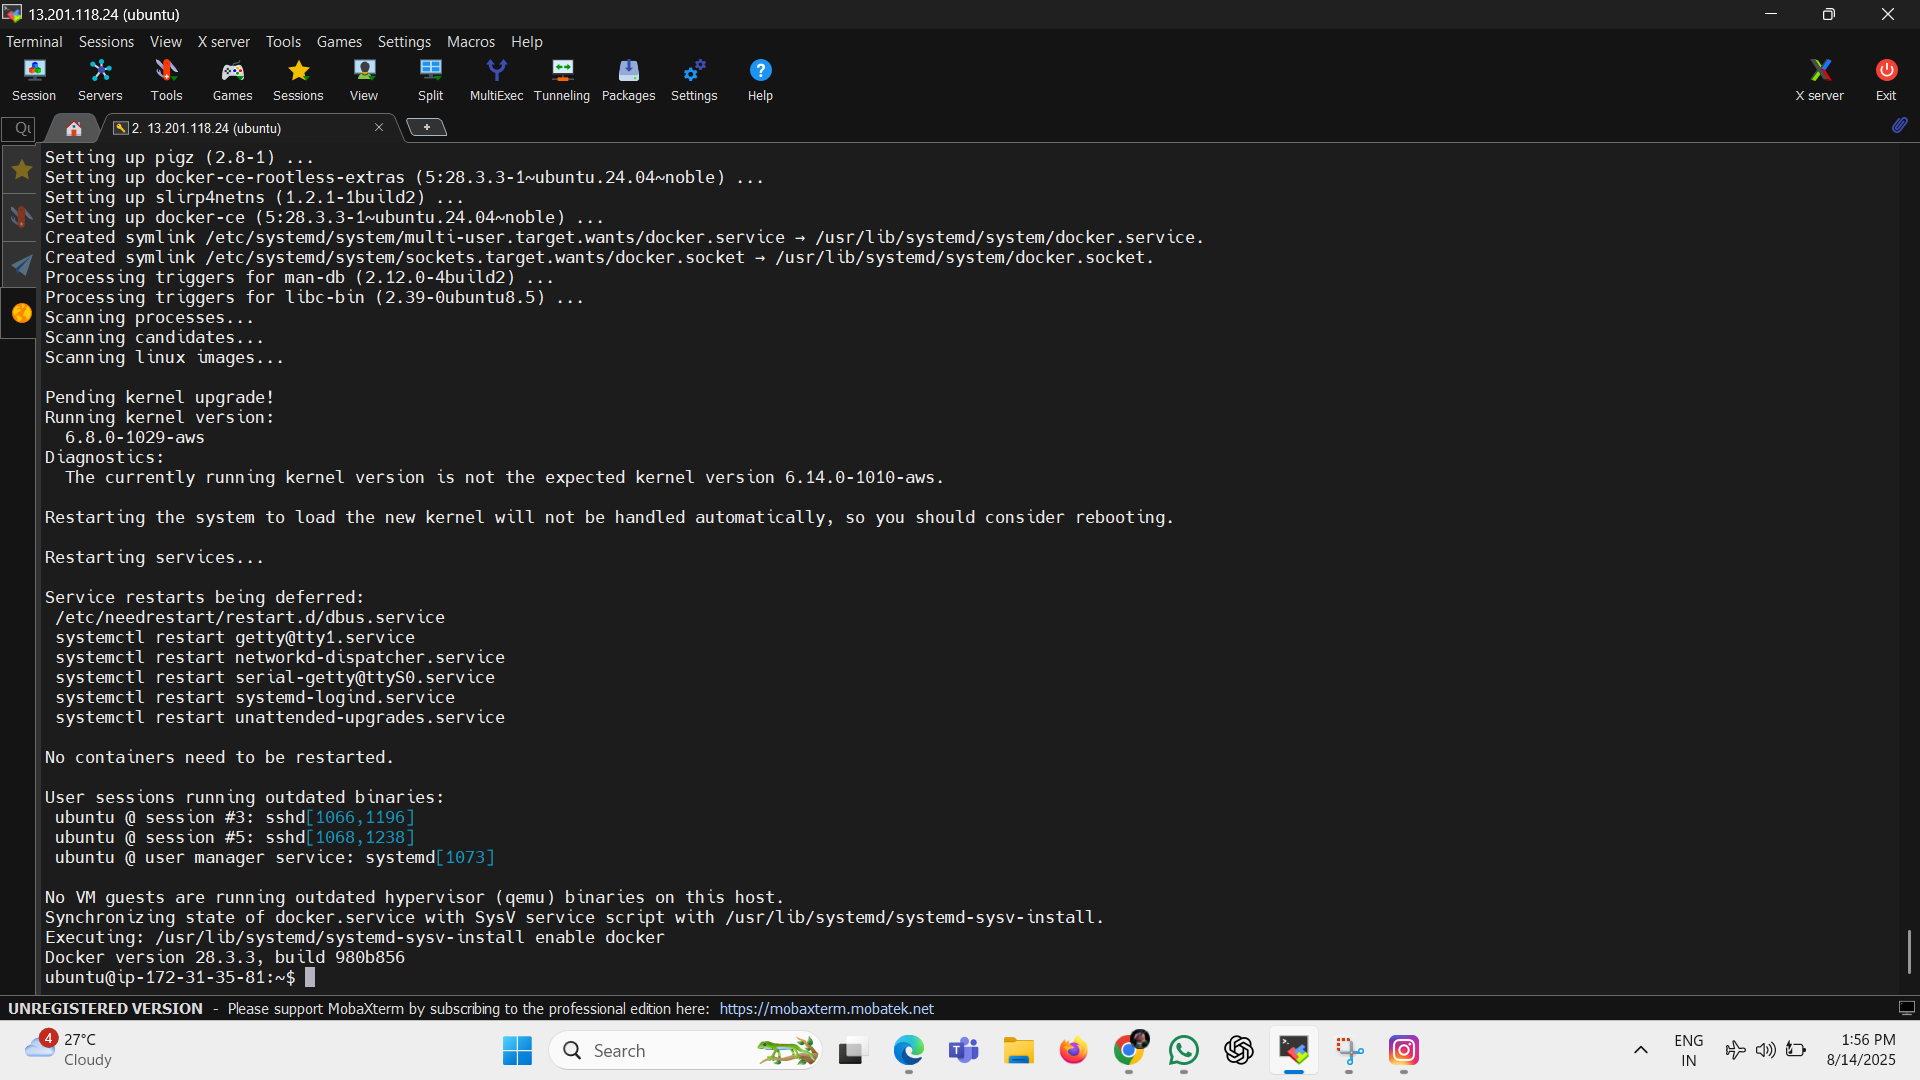 13.201.118.24 (ubuntu)
Terminal Sessions View X server Tools Games Settings Macros Help
Session Servers Tools Games Sessions View Split MultiExec Tunneling Packages Settings Help X server Exit
2. 13.201.118.24 (ubuntu)
Setting up pigz (2.8-1) ...
Setting up docker-ce-rootless-extras (5:28.3.3-1~ubuntu.24.04~noble) ...
Setting up slirp4netns (1.2.1-1build2) ...
Setting up docker-ce (5:28.3.3-1~ubuntu.24.04~noble) ...
Created symlink /etc/systemd/system/multi-user.target.wants/docker.service → /usr/lib/systemd/system/docker.service.
Created symlink /etc/systemd/system/sockets.target.wants/docker.socket → /usr/lib/systemd/system/docker.socket.
Processing triggers for man-db (2.12.0-4build2) ...
Processing triggers for libc-bin (2.39-0ubuntu8.5) ...
Scanning processes...
Scanning candidates...
Scanning linux images...
Pending kernel upgrade!
Running kernel version:
6.8.0-1029-aws
Diagnostics:
The currently running kernel version is not the expected kernel version 6.14.0-1010-aws.
Restarting the system to load the new kernel will not be handled automatically, so you should consider rebooting.
Restarting services...
Service restarts being deferred:
/etc/needrestart/restart.d/dbus.service
systemctl restart getty@tty1.service
systemctl restart networkd-dispatcher.service
systemctl restart serial-getty@ttyS0.service
systemctl restart systemd-logind.service
systemctl restart unattended-upgrades.service
No containers need to be restarted.
User sessions running outdated binaries:
ubuntu @ session #3: sshd[1066,1196]
ubuntu @ session #5: sshd[1068,1238]
ubuntu @ user manager service: systemd[1073]
No VM guests are running outdated hypervisor (qemu) binaries on this host.
Synchronizing state of docker.service with SysV service script with /usr/lib/systemd/systemd-sysv-install.
Executing: /usr/lib/systemd/systemd-sysv-install enable docker
Docker version 28.3.3, build 980b856
ubuntu@ip-172-31-35-81:~$
UNREGISTERED VERSION - Please support MobaXterm by subscribing to the professional edition here: https://mobaxterm.mobatek.net
4 27°C
Cloudy
Search
ENG
IN
1:56 PM
8/14/2025